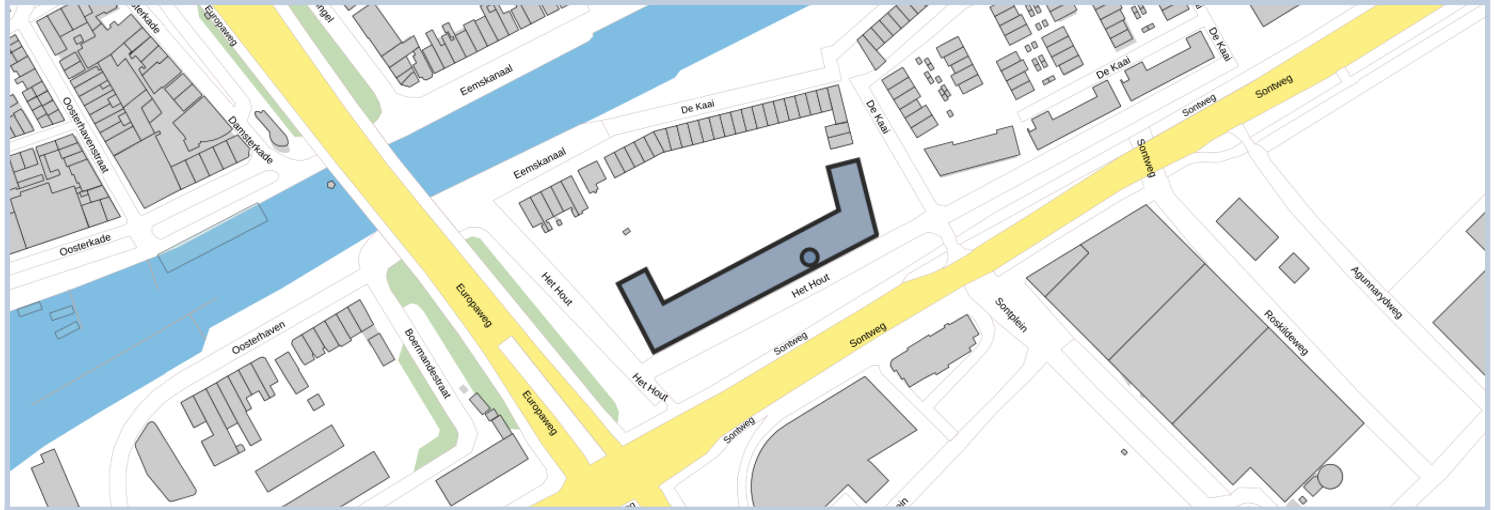 Europaweg
De Kaai
Eemskanaal
De Kaai
Sontweg
De Kaai
Sontweg
De Kaai
Oosterhavenstraat
Damsterkade
Eemskanaal
Sontweg
Oosterkade
Het Hout
Het Hout
Agunnarydweg
Europaweg
Sontplein
Roskildeweg
Oosterhaven
Boermandestraat
Sontweg
Sontweg
Het Hout
Europaweg
Sontweg